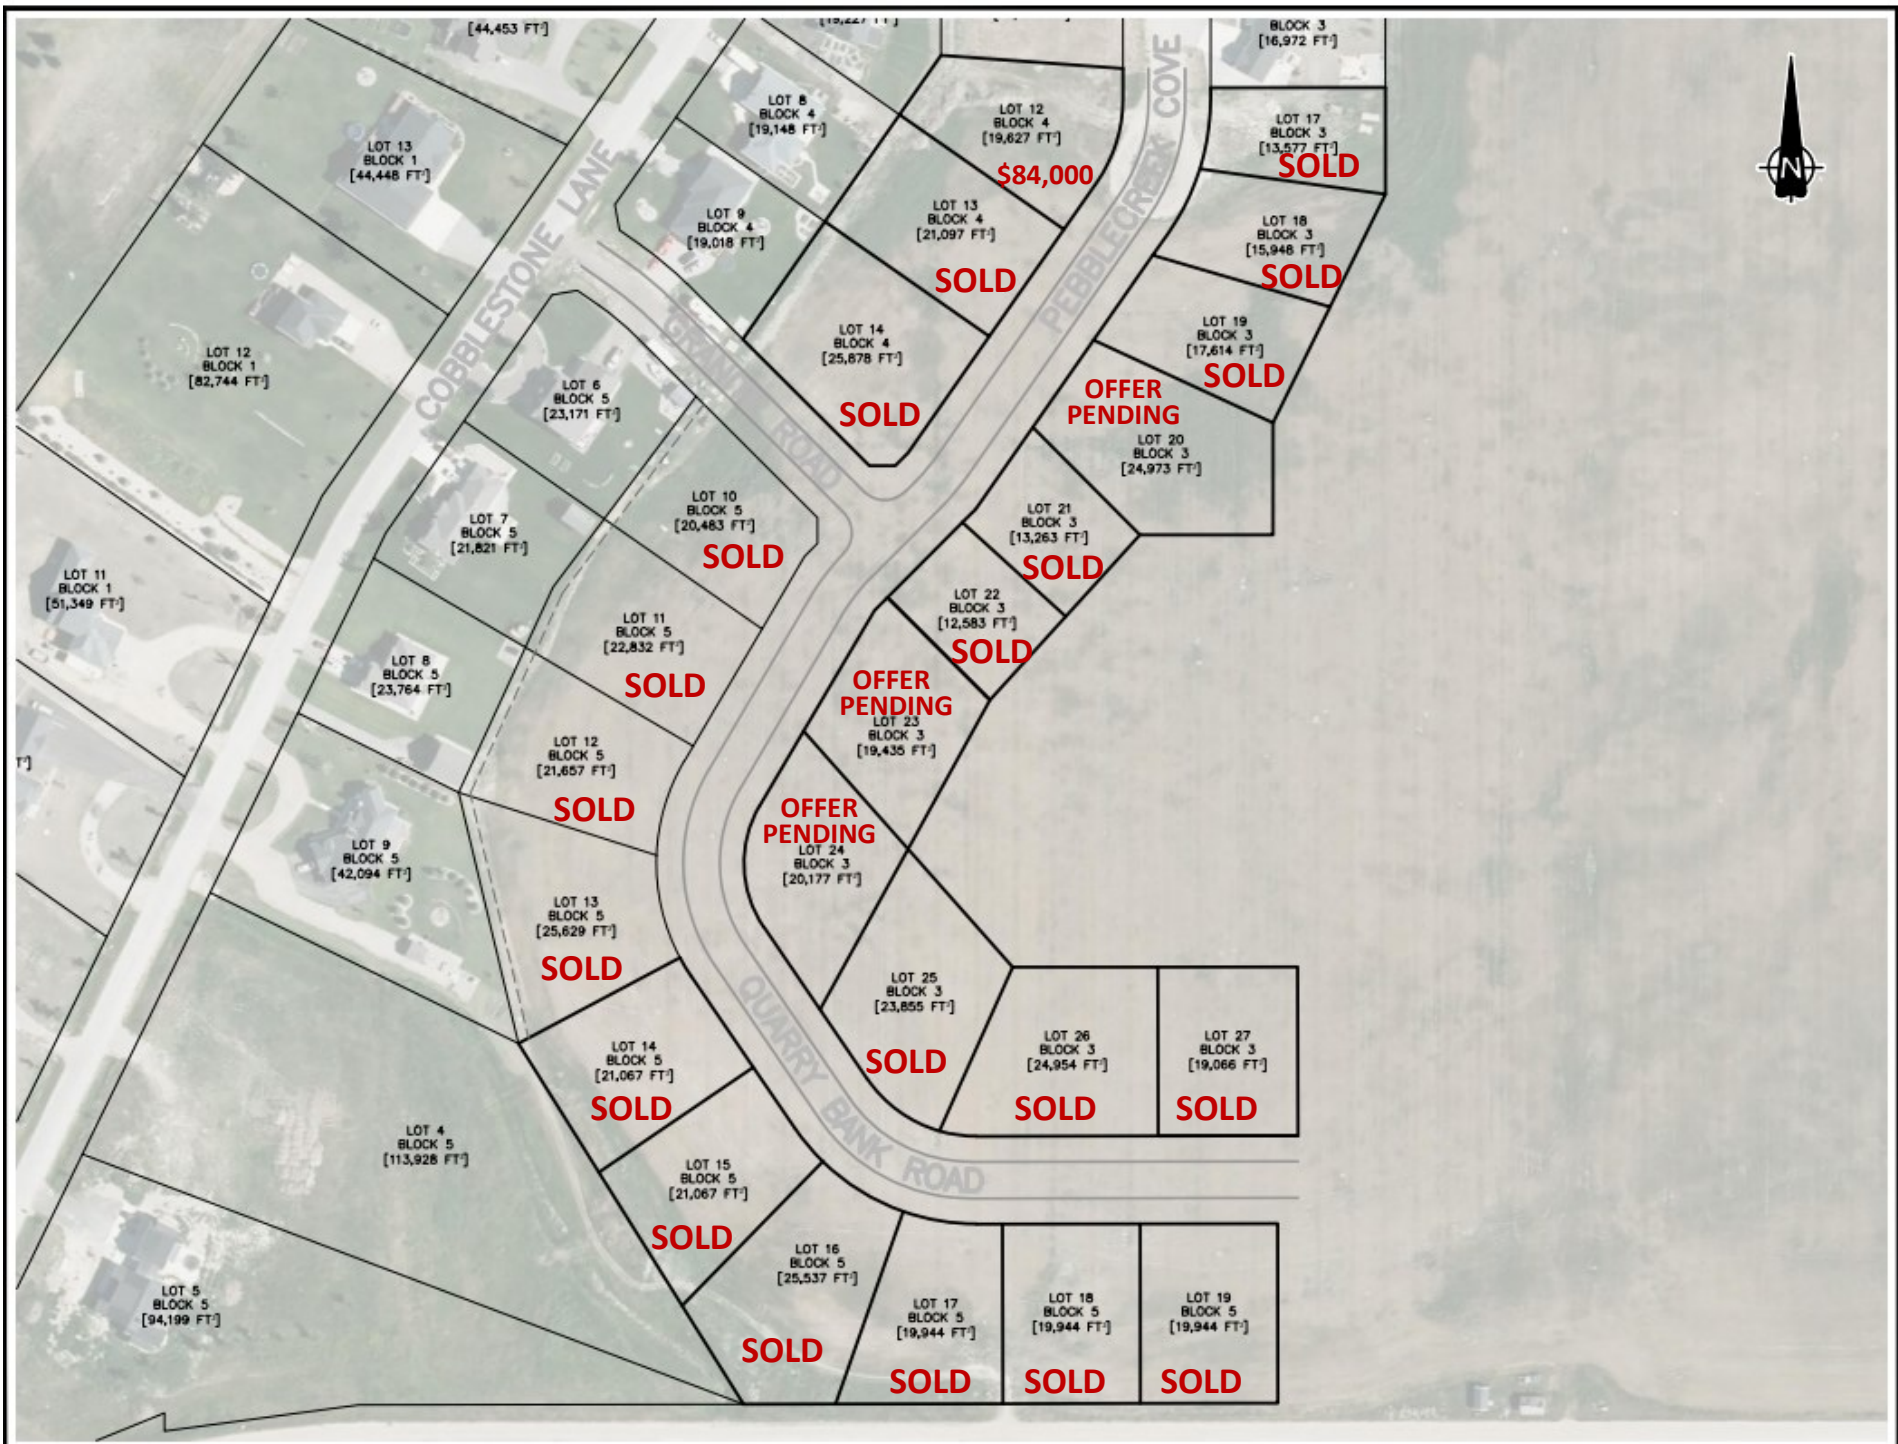 [44,453 FT²]
BLOCK 3
[16,972 FT²]
LOT 13
BLOCK 1
[44,448 FT²]
LOT 8
BLOCK 4
[19,148 FT²]
LOT 12
BLOCK 4
[19,627 FT²]
$84,000
PEBBLECREEK COVE
LOT 17
BLOCK 3
[13,577 FT²]
SOLD
N
LOT 9
BLOCK 4
[19,018 FT²]
LOT 13
BLOCK 4
[21,097 FT²]
SOLD
LOT 18
BLOCK 3
[15,948 FT²]
SOLD
COBBLESTONE LANE
LOT 12
BLOCK 1
[82,744 FT²]
LOT 14
BLOCK 4
[25,878 FT²]
SOLD
LOT 19
BLOCK 3
[17,614 FT²]
SOLD
LOT 6
BLOCK 5
[23,171 FT²]
ROAD
OFFER
PENDING
LOT 20
BLOCK 3
[24,973 FT²]
LOT 7
BLOCK 5
[21,821 FT²]
LOT 10
BLOCK 5
[20,483 FT²]
SOLD
LOT 21
BLOCK 3
[13,263 FT²]
SOLD
LOT 11
BLOCK 1
[51,349 FT²]
LOT 11
BLOCK 5
[22,832 FT²]
SOLD
LOT 22
BLOCK 3
[12,583 FT²]
SOLD
LOT 8
BLOCK 5
[23,764 FT²]
OFFER
PENDING
LOT 23
BLOCK 3
[19,435 FT²]
LOT 12
BLOCK 5
[21,657 FT²]
SOLD
OFFER
PENDING
LOT 24
BLOCK 3
[20,177 FT²]
LOT 9
BLOCK 5
[42,094 FT²]
LOT 13
BLOCK 5
[25,629 FT²]
SOLD
LOT 25
BLOCK 3
[23,855 FT²]
SOLD
LOT 26
BLOCK 3
[24,954 FT²]
SOLD
LOT 27
BLOCK 3
[19,066 FT²]
SOLD
QUARRY BANK ROAD
LOT 14
BLOCK 5
[21,067 FT²]
SOLD
LOT 4
BLOCK 5
[113,928 FT²]
LOT 15
BLOCK 5
[21,067 FT²]
SOLD
LOT 16
BLOCK 5
[25,537 FT²]
SOLD
LOT 5
BLOCK 5
[94,199 FT²]
LOT 17
BLOCK 5
[19,944 FT²]
SOLD
LOT 18
BLOCK 5
[19,944 FT²]
SOLD
LOT 19
BLOCK 5
[19,944 FT²]
SOLD